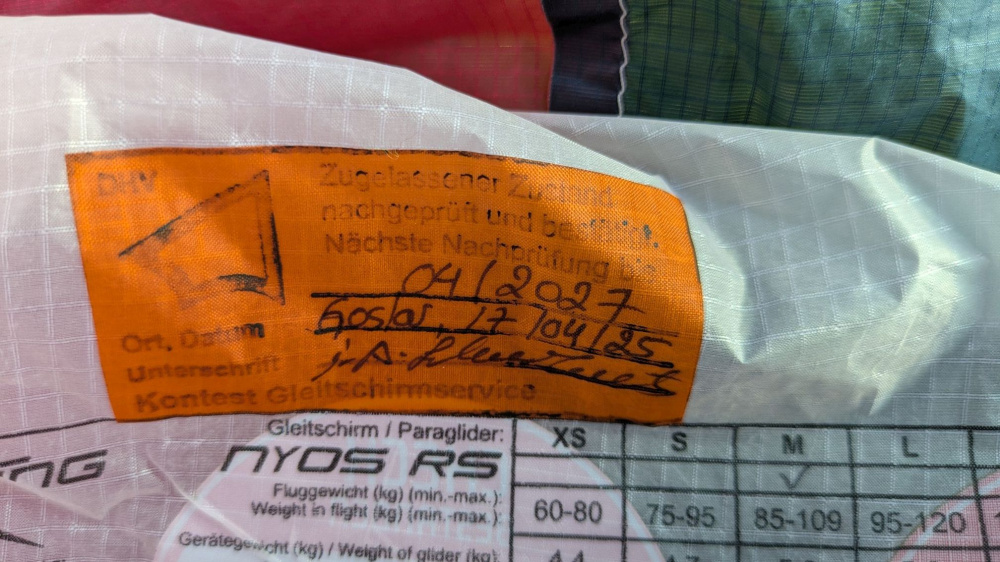 DHV
Zugelassener Zustand
nachgeprüft und bestätigt.
Nächste Nachprüfung bis
04/2027
Ort, Datum
Goslar, 17/04/25
Unterschrift
i.A.
Kontest Gleitschirmservice
Gleitschirm / Paraglider: XS S M L
NYOS RS ✓
Fluggewicht (kg) (min.-max.):
Weight in flight (kg) (min.-max.): 60-80 75-95 85-109 95-120
Gerätegewicht (kg) / Weight of glider (kg):